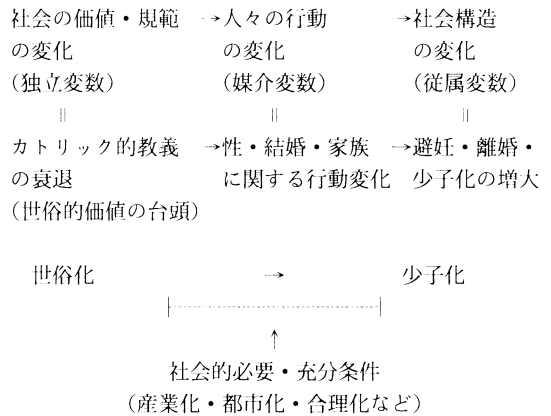 社会の価値・規範 →人々の行動 →社会構造
の変化 の変化 の変化
（独立変数） （媒介変数） （従属変数）
‖ ‖ ‖
カトリック的教義 →性・結婚・家族 →避妊・離婚・
の衰退 に関する行動変化 少子化の増大
（世俗的価値の台頭）
世俗化 → 少子化
↑
社会的必要・充分条件
（産業化・都市化・合理化など）